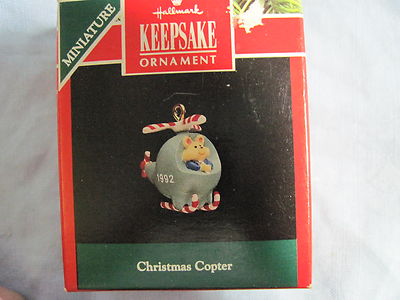 MINIATURE
Hallmark
KEEPSAKE
ORNAMENT
1992
Christmas Copter